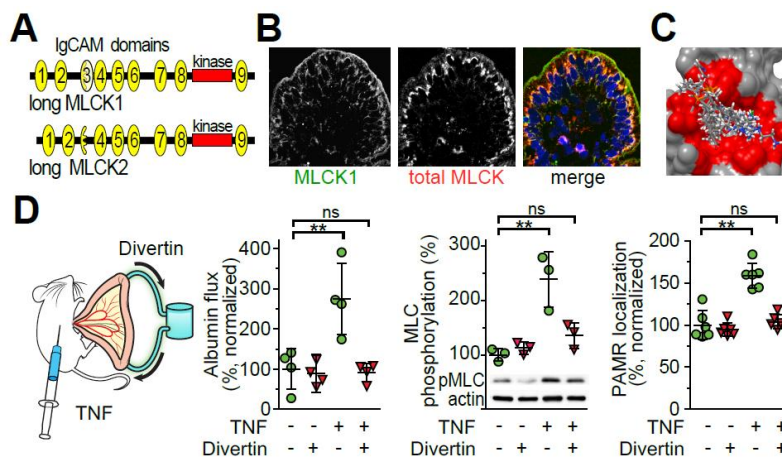 A
IgCAM domains
1 2 3 4 5 6 7 8 kinase 9
long MLCK1
1 2 4 5 6 7 8 kinase 9
long MLCK2
B
MLCK1 total MLCK merge
C
D
Divertin
TNF
Albumin flux
(%, normalized)
400
300
200
100
0
ns
**
TNF - - + +
Divertin - + - +
MLC
phosphorylation (%)
300
200
100
ns
**
pMLC
actin
TNF - - + +
Divertin - + - +
PAMR localization
(%, normalized)
200
150
100
50
0
ns
**
TNF - - + +
Divertin - + - +